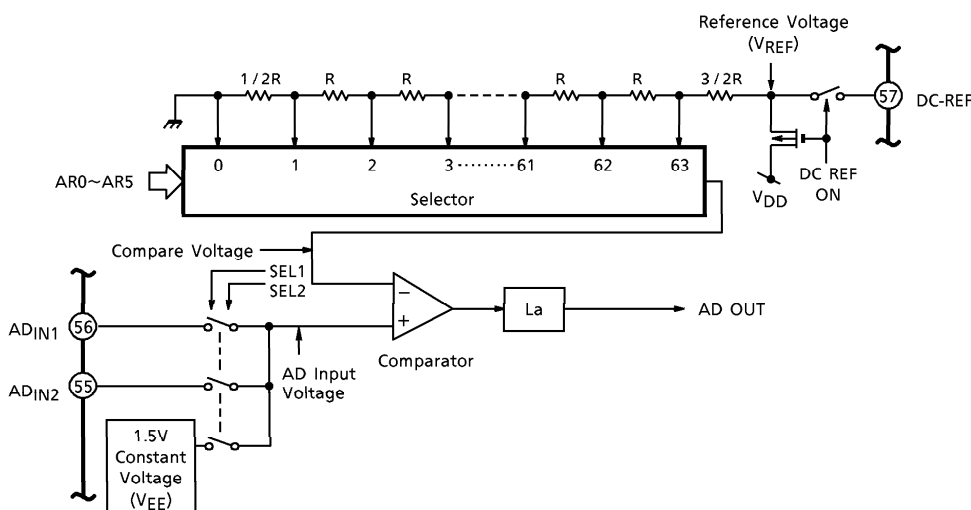 Reference Voltage
(VREF)
1 / 2R
R
R
R
R
3 / 2R
57
DC-REF
0
1
2
3
61
62
63
AR0~AR5
Selector
VDD
DC REF
ON
Compare Voltage
SEL1
SEL2
−
+
La
AD OUT
Comparator
ADIN1
56
AD Input
Voltage
ADIN2
55
1.5V
Constant
Voltage
(VEE)